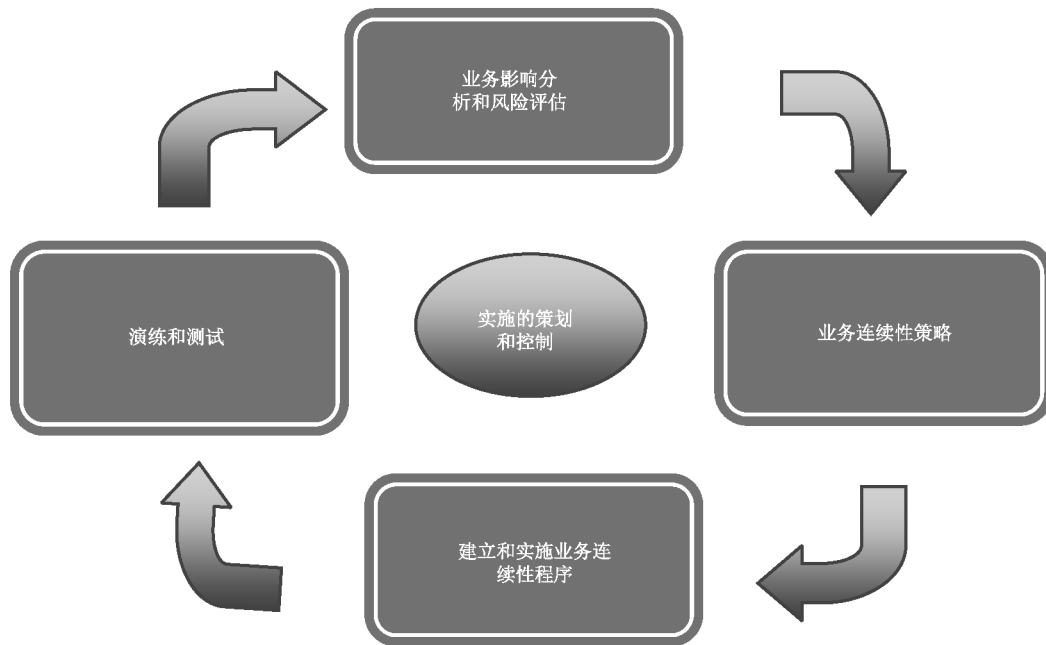 业务影响分
析和风险评估
演练和测试
实施的策划
和控制
业务连续性策略
建立和实施业务连
续性程序